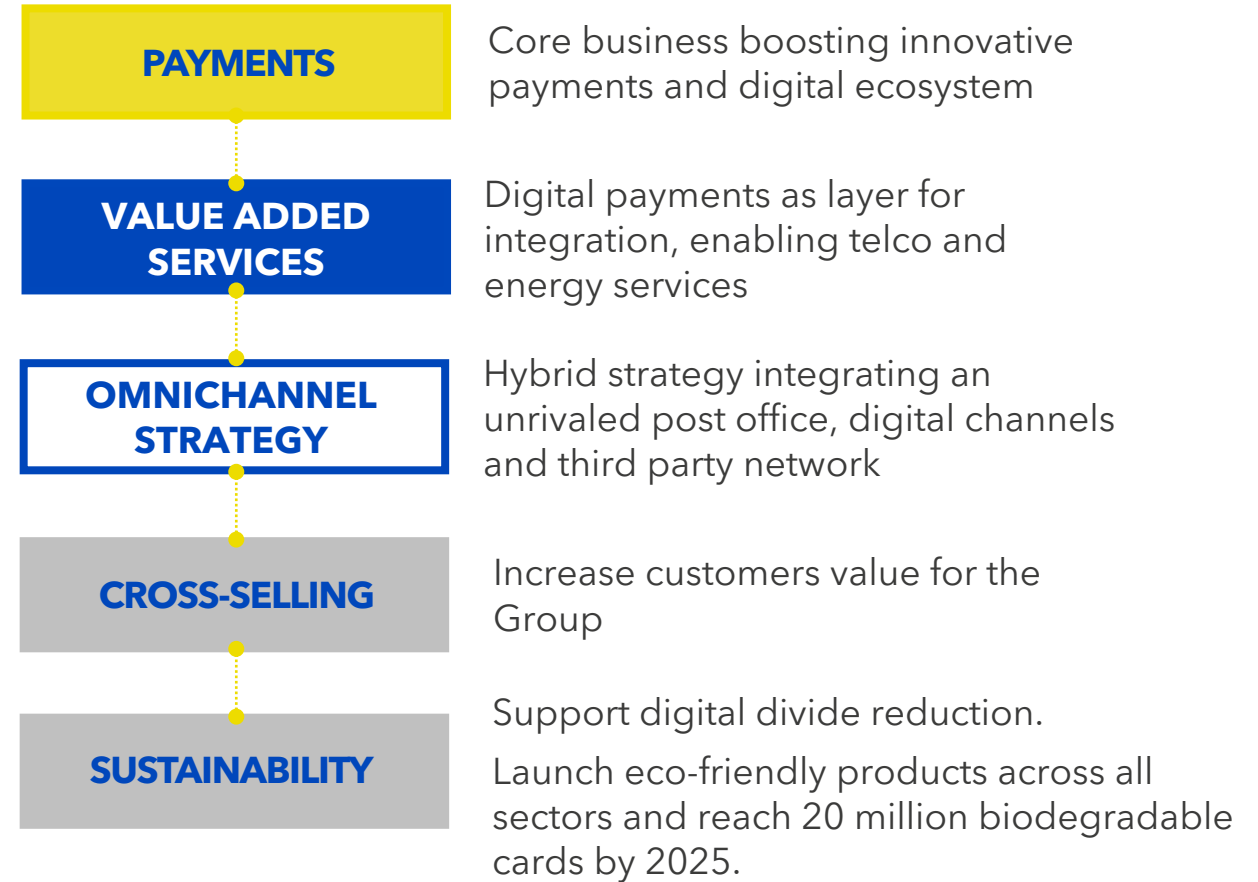 PAYMENTS
Core business boosting innovative
payments and digital ecosystem
VALUE ADDED
SERVICES
Digital payments as layer for
integration, enabling telco and
energy services
OMNICHANNEL
STRATEGY
Hybrid strategy integrating an
unrivaled post office, digital channels
and third party network
CROSS-SELLING
Increase customers value for the
Group
SUSTAINABILITY
Support digital divide reduction.
Launch eco-friendly products across all
sectors and reach 20 million biodegradable
cards by 2025.